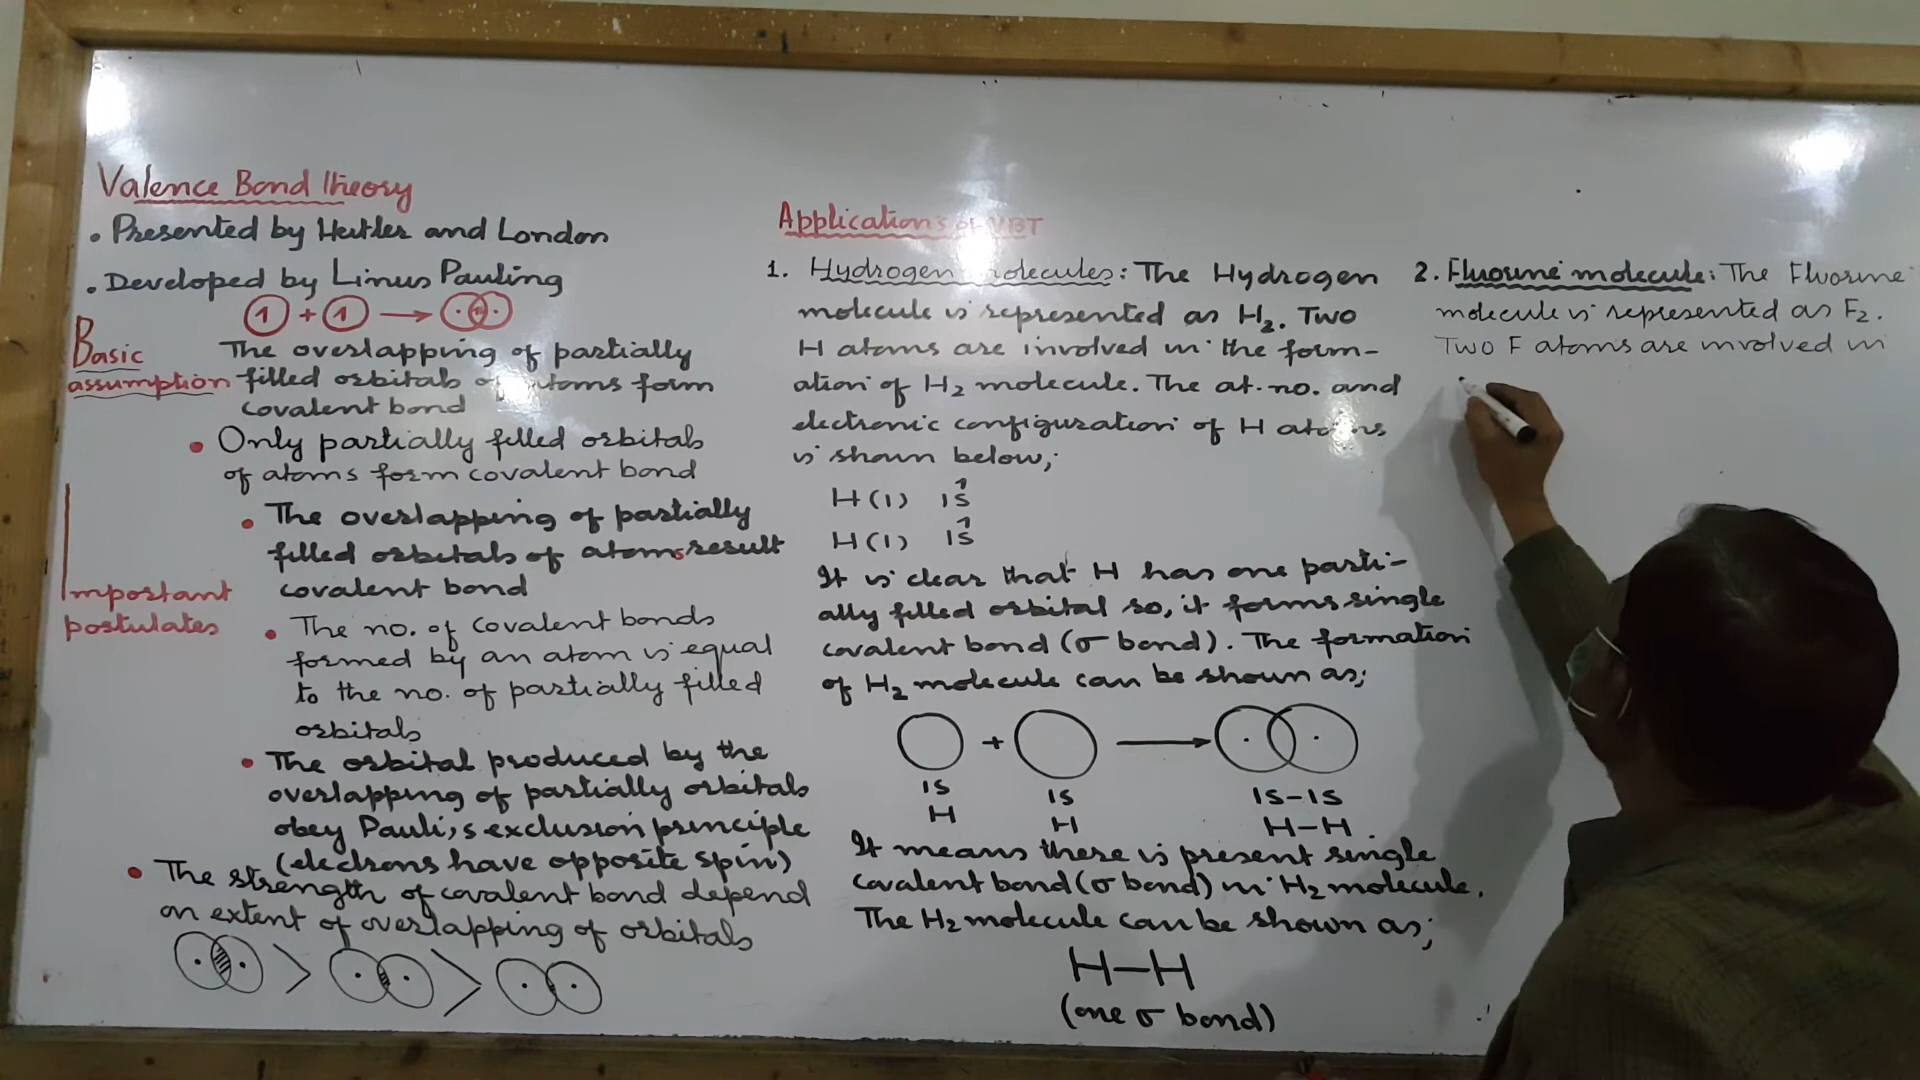 Valence Bond Theory
• Presented by Heitler and London
• Developed by Linus Pauling
1 + 1 →
Basic
assumption
The overlapping of partially
filled orbitals of atoms form
covalent bond
• Only partially filled orbitals
of atoms form covalent bond
Important
postulates
• The overlapping of partially
filled orbitals of atoms result
covalent bond
• The no. of covalent bonds
formed by an atom is equal
to the no. of partially filled
orbitals
• The orbital produced by the
overlapping of partially orbitals
obey Pauli,s exclusion principle
(electrons have opposite spin)
• The strength of covalent bond depend
on extent of overlapping of orbitals
> >
Applications of VBT
1. Hydrogen molecules: The Hydrogen
molecule is represented as H₂. Two
H atoms are involved in the form-
ation of H₂ molecule. The at. no. and
electronic configuration of H atoms
is shown below;
H(1) 1s↑
H(1) 1s↑
It is clear that H has one parti-
ally filled orbital so, it forms single
covalent bond (σ bond). The formation
of H₂ molecule can be shown as;
+ →
1s 1s 1s-1s
H H H-H
It means there is present single
covalent bond (σ bond) in H₂ molecule.
The H₂ molecule can be shown as;
H-H
(one σ bond)
2. Fluorine molecule: The Fluorine
molecule is represented as F₂.
Two F atoms are involved in